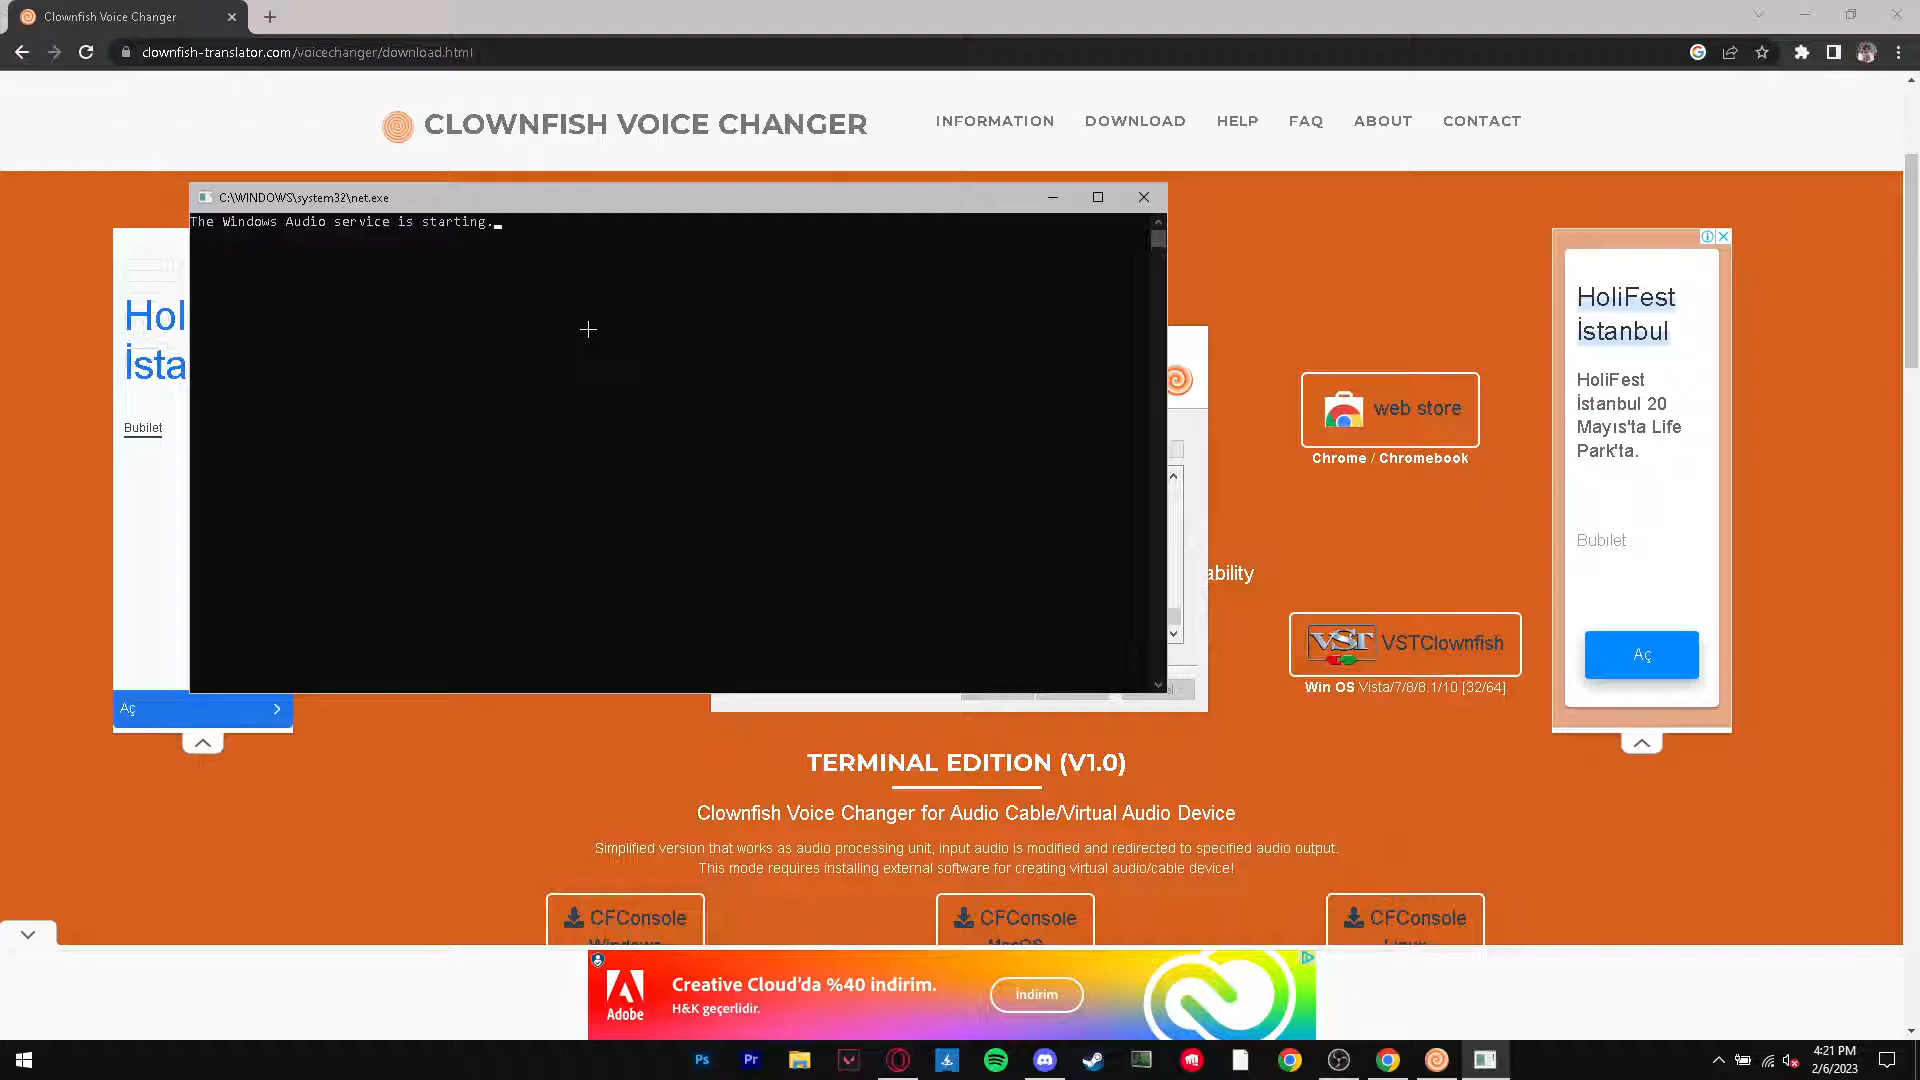 Clownfish Voice Changer
clownfish-translator.com/voicechanger/download.html
CLOWNFISH VOICE CHANGER
INFORMATION
DOWNLOAD
HELP
FAQ
ABOUT
CONTACT
C:\WINDOWS\system32\net.exe
The Windows Audio service is starting.
Hol
İsta
Bubilet
Aç
web store
Chrome / Chromebook
ability
VST
VSTClownfish
Win OS Vista/7/8/8.1/10 [32/64]
HoliFest
İstanbul
HoliFest
İstanbul 20
Mayıs'ta Life
Park'ta.
Bubilet
Aç
TERMINAL EDITION (V1.0)
Clownfish Voice Changer for Audio Cable/Virtual Audio Device
Simplified version that works as audio processing unit, input audio is modified and redirected to specified audio output.
This mode requires installing external software for creating virtual audio/cable device!
CFConsole
Windows
CFConsole
MacOS
CFConsole
Linux
Adobe
Creative Cloud'da %40 indirim.
H&K geçerlidir.
İndirim
Ps
Pr
4:21 PM
2/6/2023